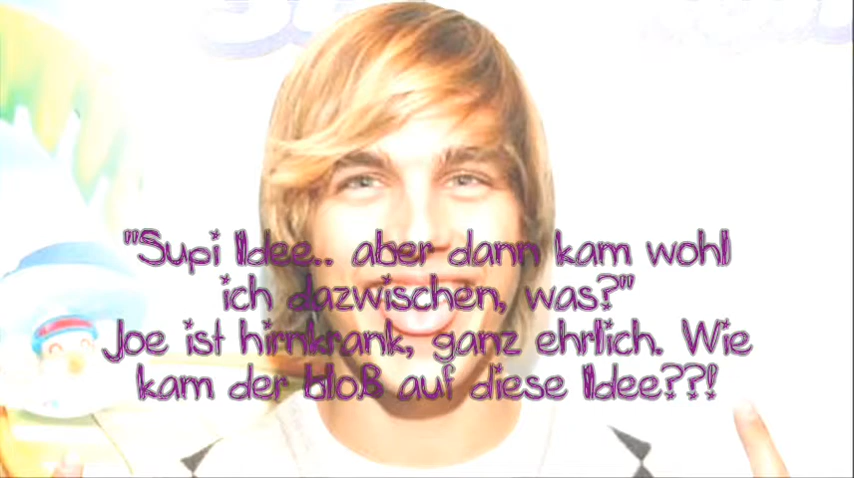 "Supi Idee.. aber dann kam wohl
ich dazwischen, was?"
Joe ist hirnkrank, ganz ehrlich. Wie
kam der bloß auf diese Idee??!